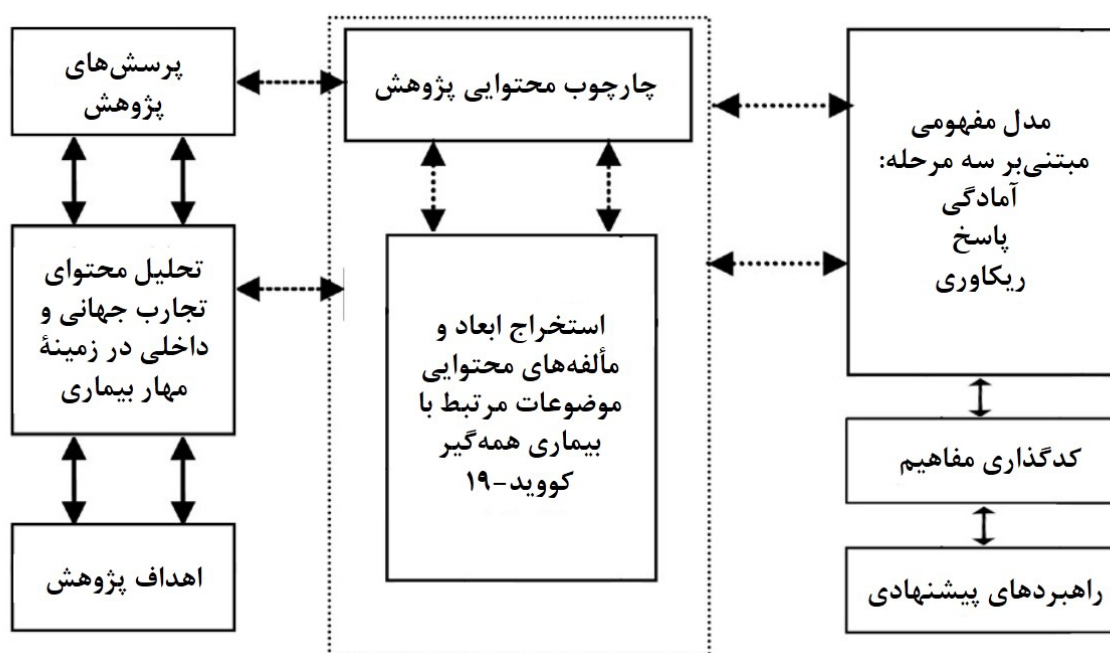 پرسش‌های
پژوهش
تحلیل محتوای
تجارب جهانی و
داخلی در زمینهٔ
مهار بیماری
اهداف پژوهش
چارچوب محتوایی پژوهش
استخراج ابعاد و
مألفه‌های محتوایی
موضوعات مرتبط با
بیماری همه‌گیر
کووید-۱۹
مدل مفهومی
مبتنی‌بر سه مرحله:
آمادگی
پاسخ
ریکاوری
کدگذاری مفاهیم
راهبردهای پیشنهادی